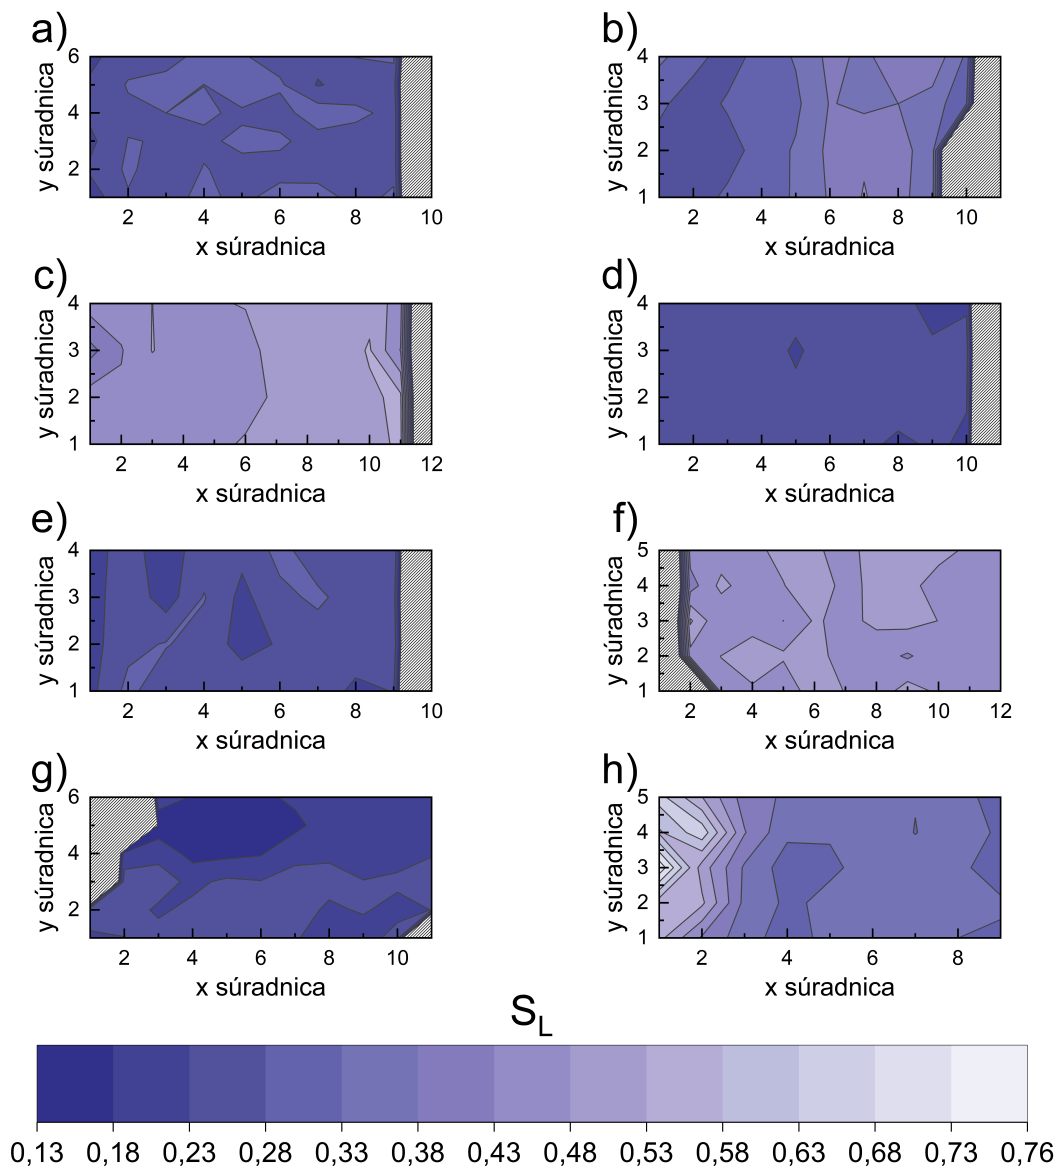 a)
b)
6
4
2
y súradnica
2 4 6 8 10
x súradnica
4
3
2
1
y súradnica
2 4 6 8 10
x súradnica
c)
d)
4
3
2
1
y súradnica
2 4 6 8 10 12
x súradnica
4
3
2
1
y súradnica
2 4 6 8 10
x súradnica
e)
f)
4
3
2
1
y súradnica
2 4 6 8 10
x súradnica
5
4
3
2
1
y súradnica
2 4 6 8 10 12
x súradnica
g)
h)
6
4
2
y súradnica
2 4 6 8 10
x súradnica
5
4
3
2
1
y súradnica
2 4 6 8
x súradnica
S_L
0,13 0,18 0,23 0,28 0,33 0,38 0,43 0,48 0,53 0,58 0,63 0,68 0,73 0,76